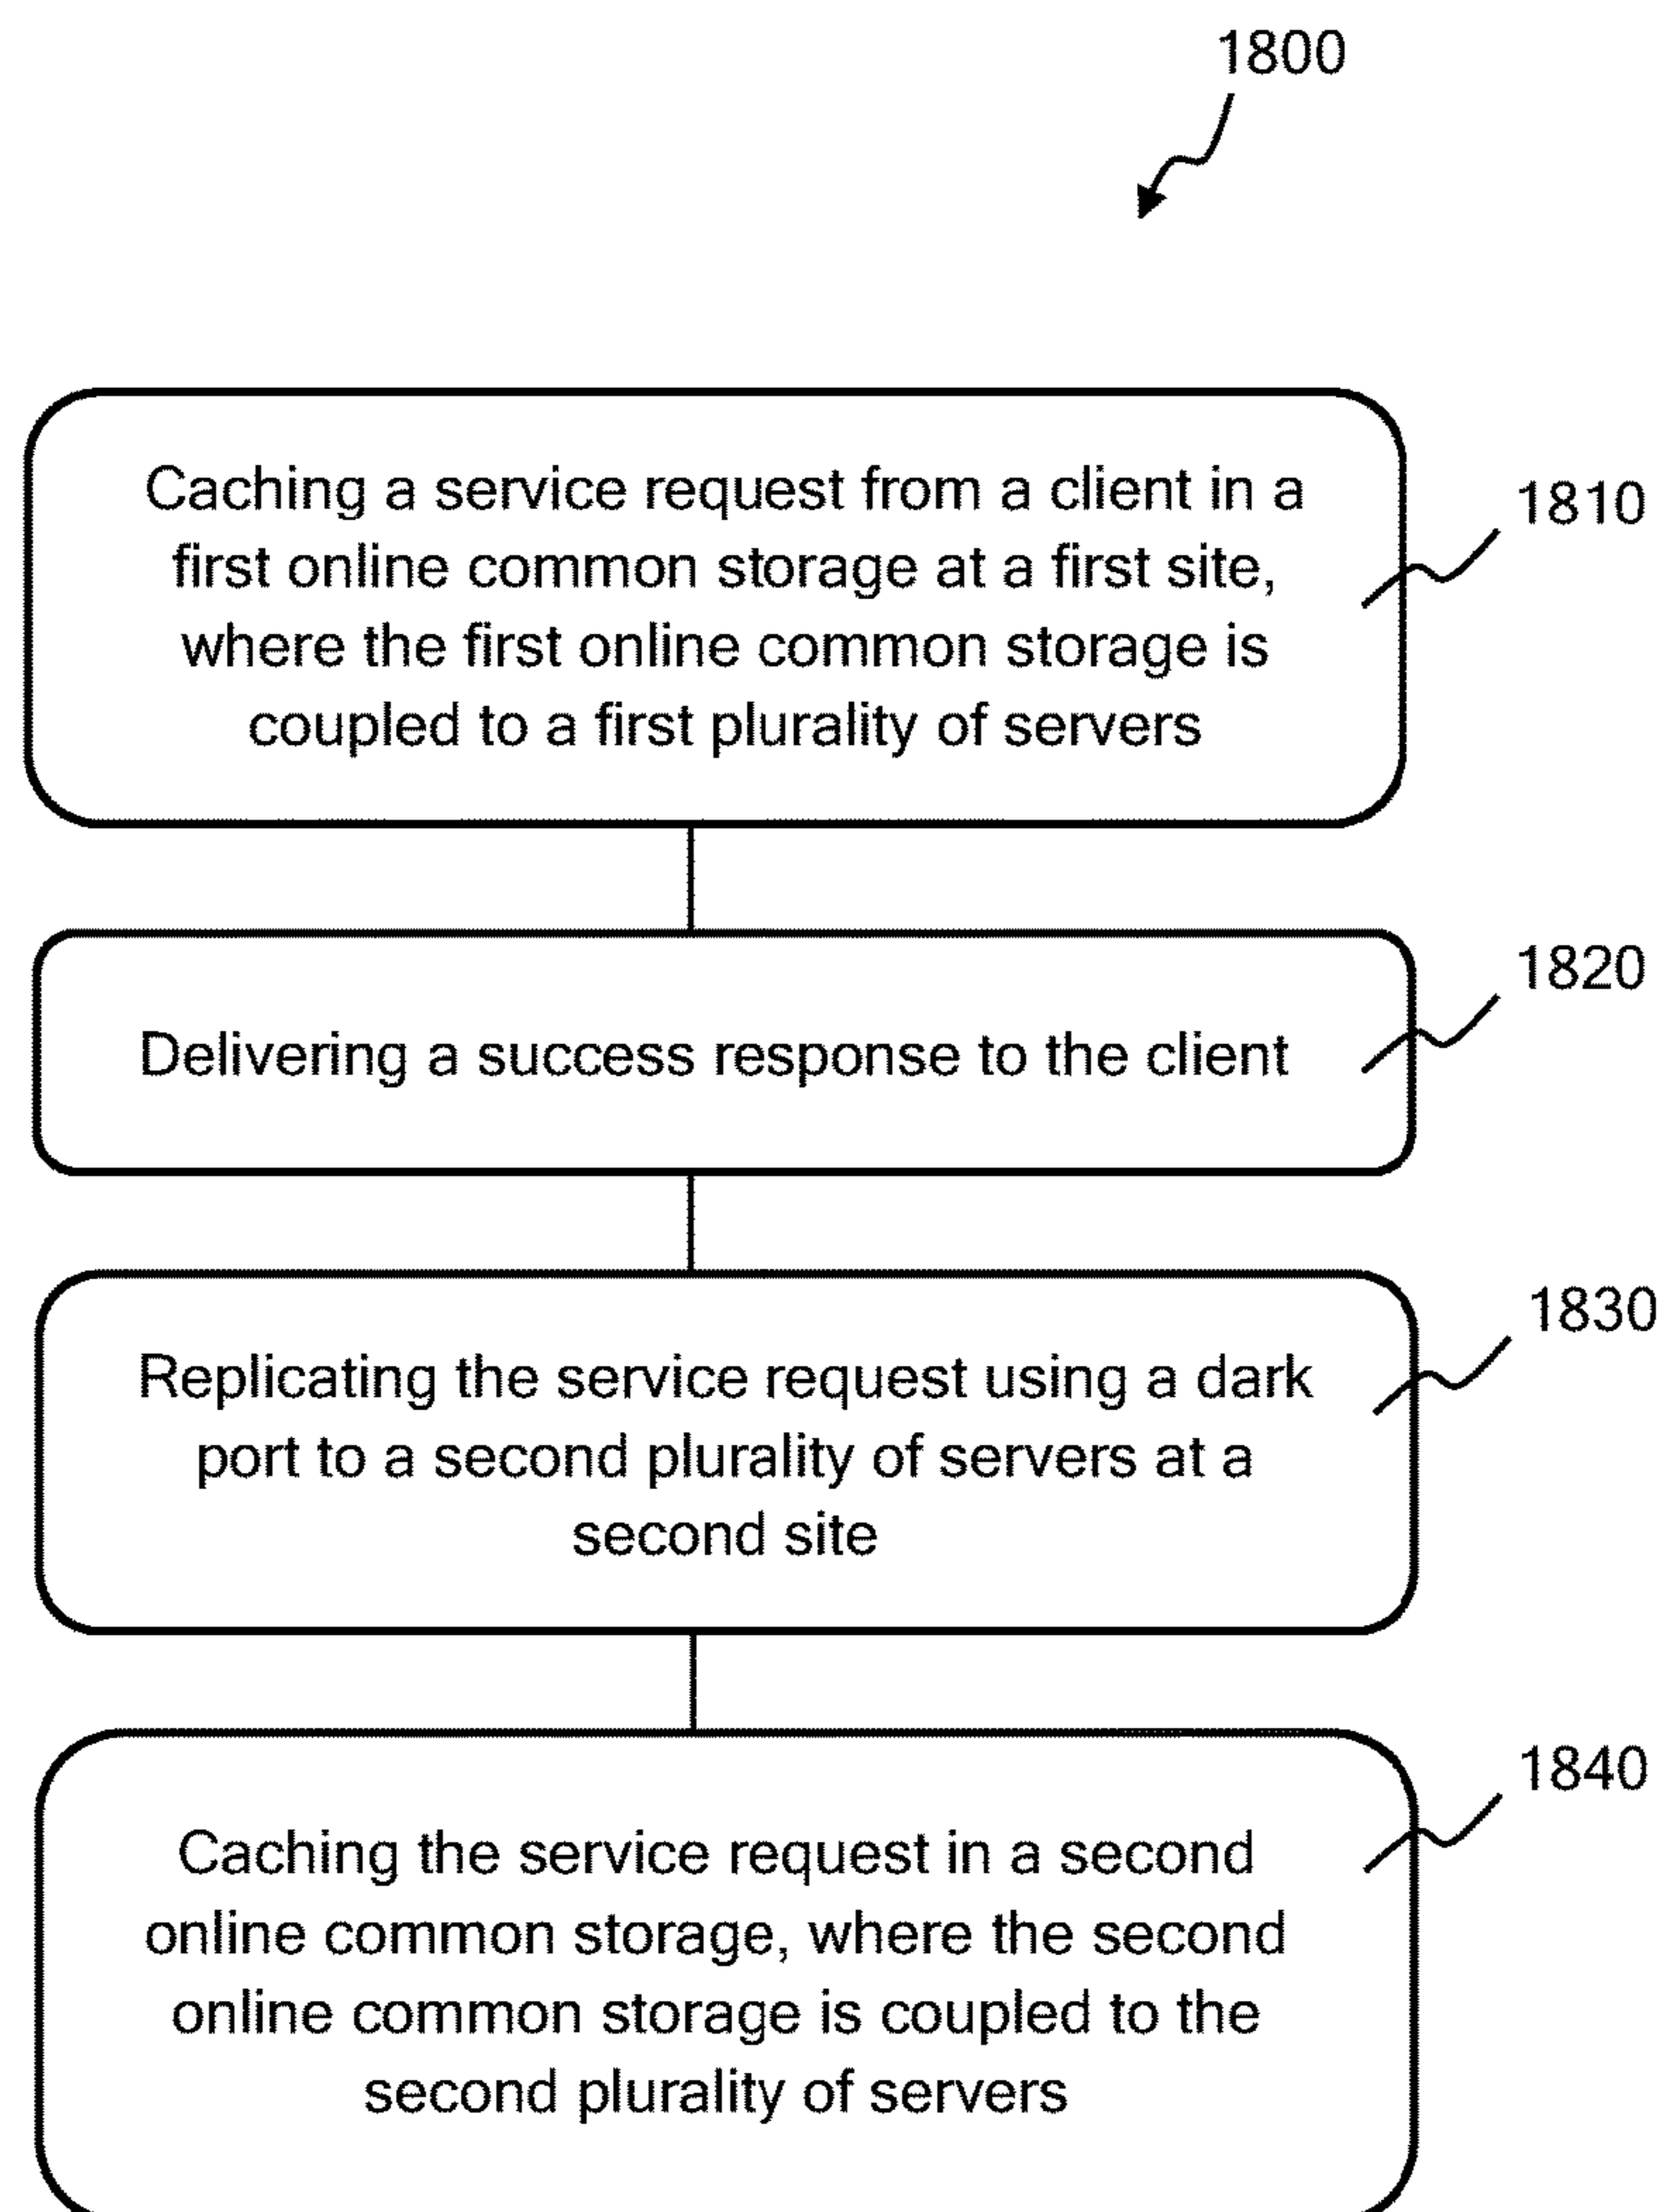 1800
Caching a service request from a client in a
first online common storage at a first site,
where the first online common storage is
coupled to a first plurality of servers
1810
Delivering a success response to the client
1820
Replicating the service request using a dark
port to a second plurality of servers at a
second site
1830
Caching the service request in a second
online common storage, where the second
online common storage is coupled to the
second plurality of servers
1840